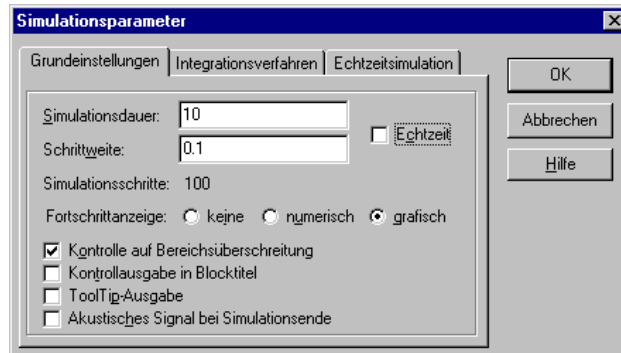 Simulationsparameter
Grundeinstellungen Integrationsverfahren Echtzeitsimulation
OK
Simulationsdauer: 10
Abbrechen
Echtzeit
Schrittweite: 0.1
Hilfe
Simulationsschritte: 100
Fortschrittanzeige: keine numerisch grafisch
Kontrolle auf Bereichsüberschreitung
Kontrollausgabe in Blocktitel
ToolTip-Ausgabe
Akustisches Signal bei Simulationsende